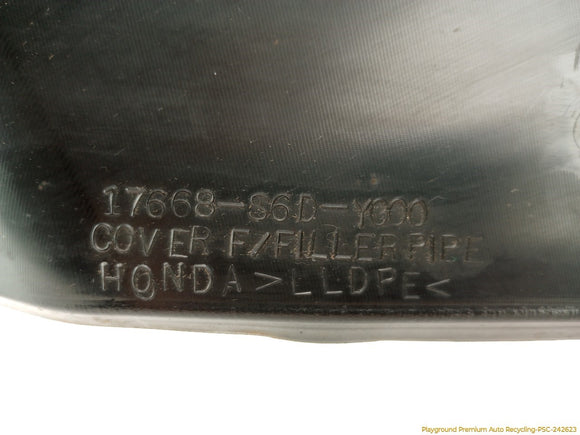 17668-S6D-Y000
COVER F/FILLER PIPE
HONDA >LLDPE<
Playground Premium Auto Recycling-PSC-242623